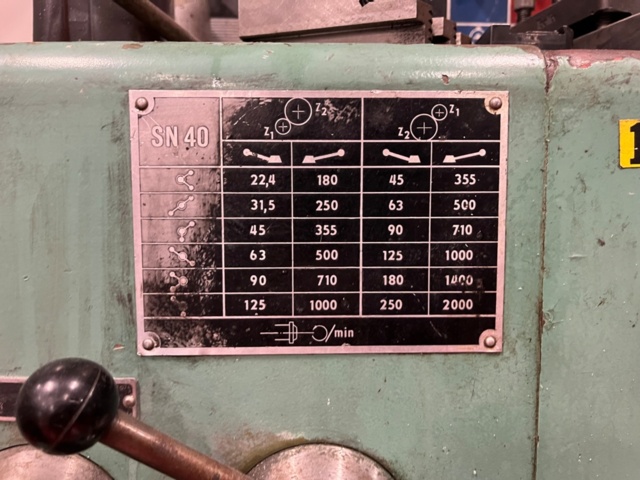 SN 40
Z₁ Z₂ Z₂ Z₁
22,4 180 45 355
31,5 250 63 500
45 355 90 710
63 500 125 1000
90 710 180 1400
125 1000 250 2000
/min